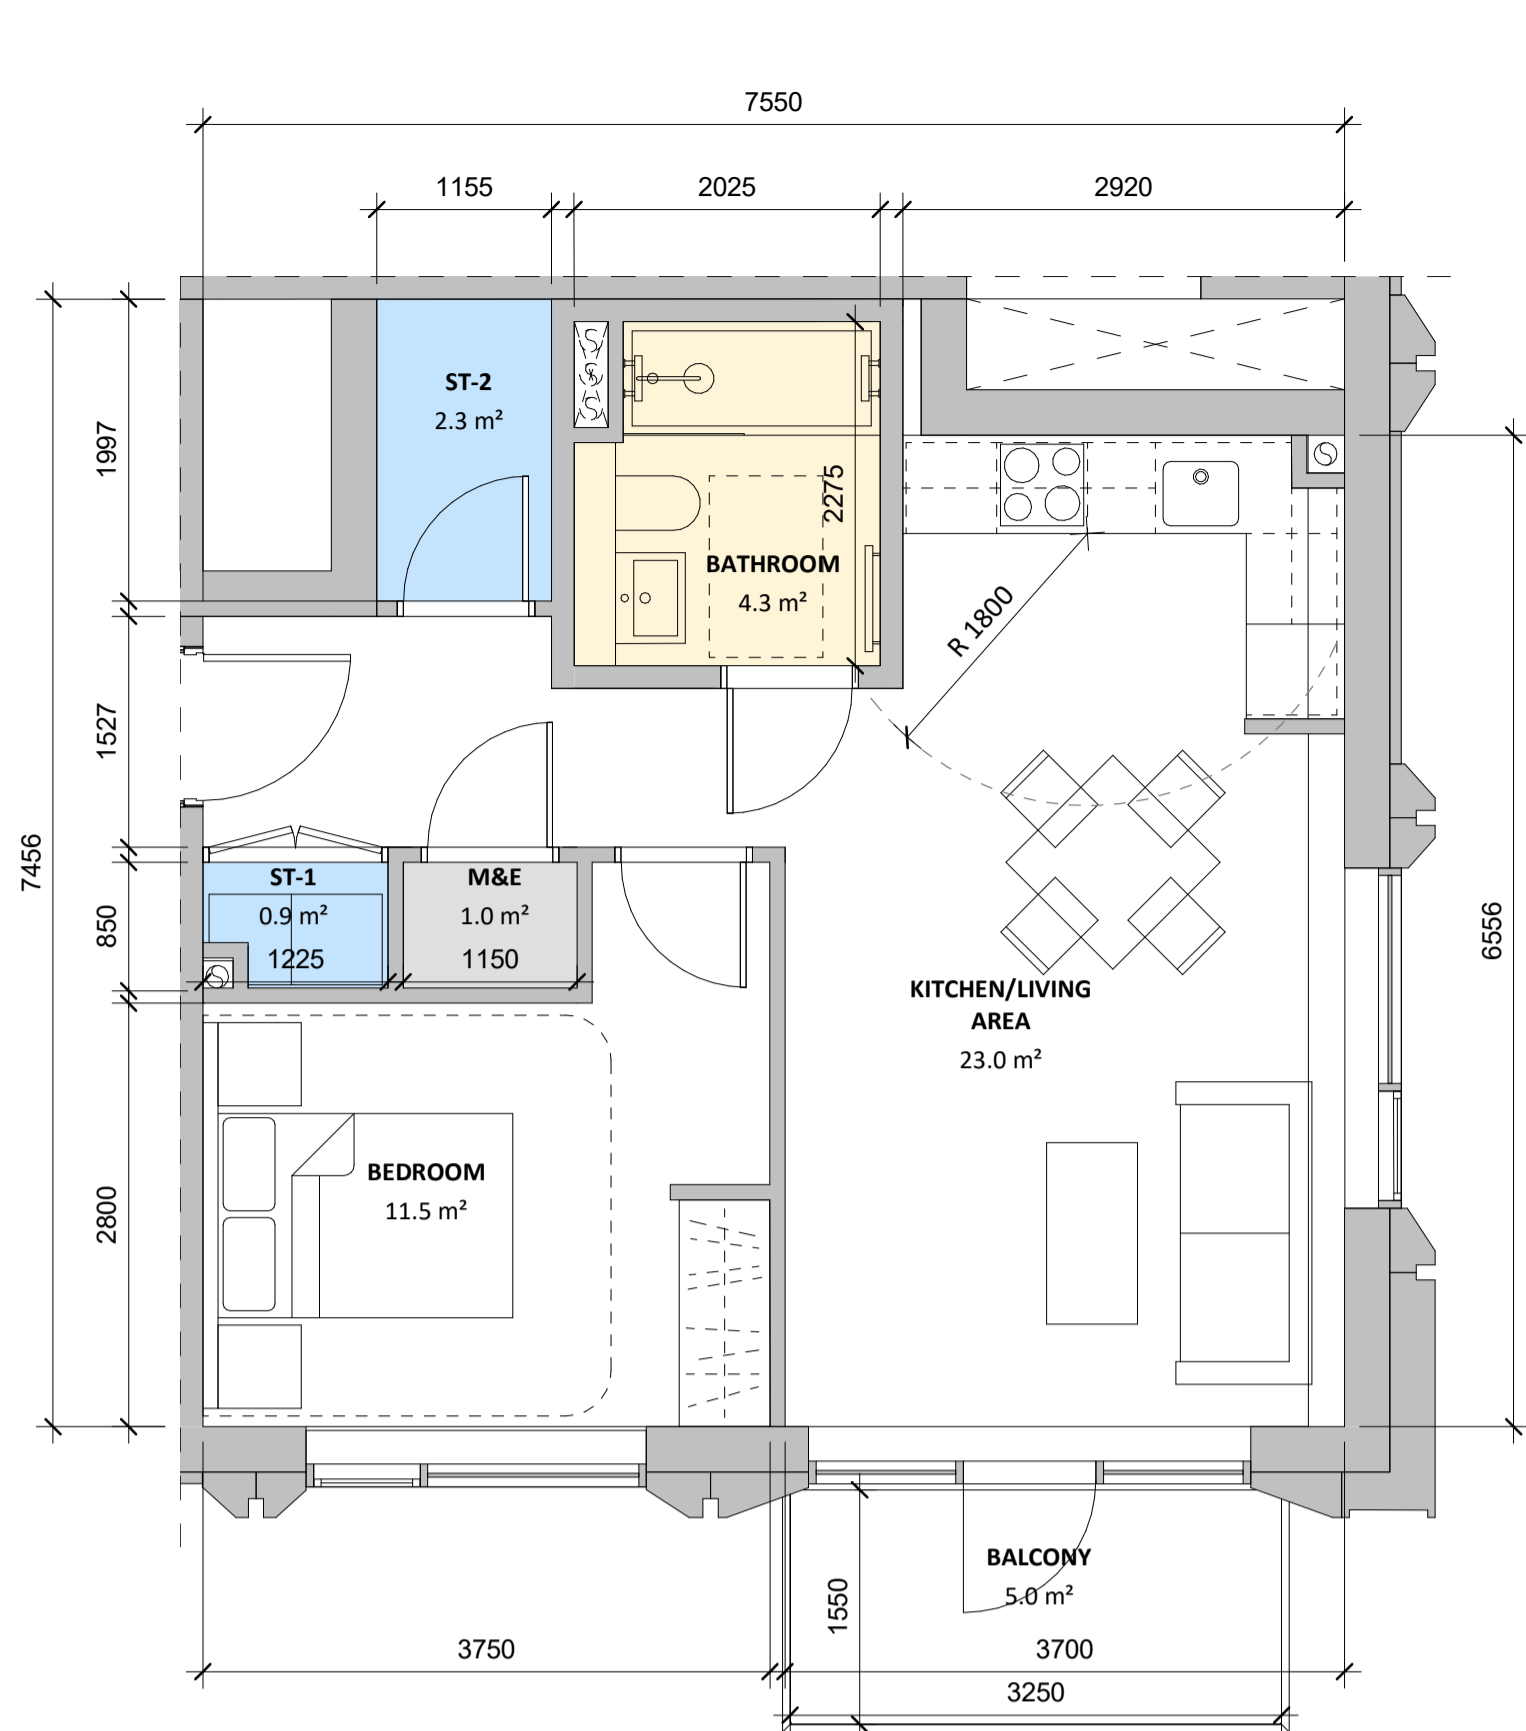 7550
1155
2025
2920
ST-2
2.3 m²
1997
2275
BATHROOM
4.3 m²
R 1800
1527
7456
850
ST-1
0.9 m²
1225
M&E
1.0 m²
1150
6556
KITCHEN/LIVING
AREA
23.0 m²
2800
BEDROOM
11.5 m²
BALCONY
5.0 m²
1550
3750
3700
3250